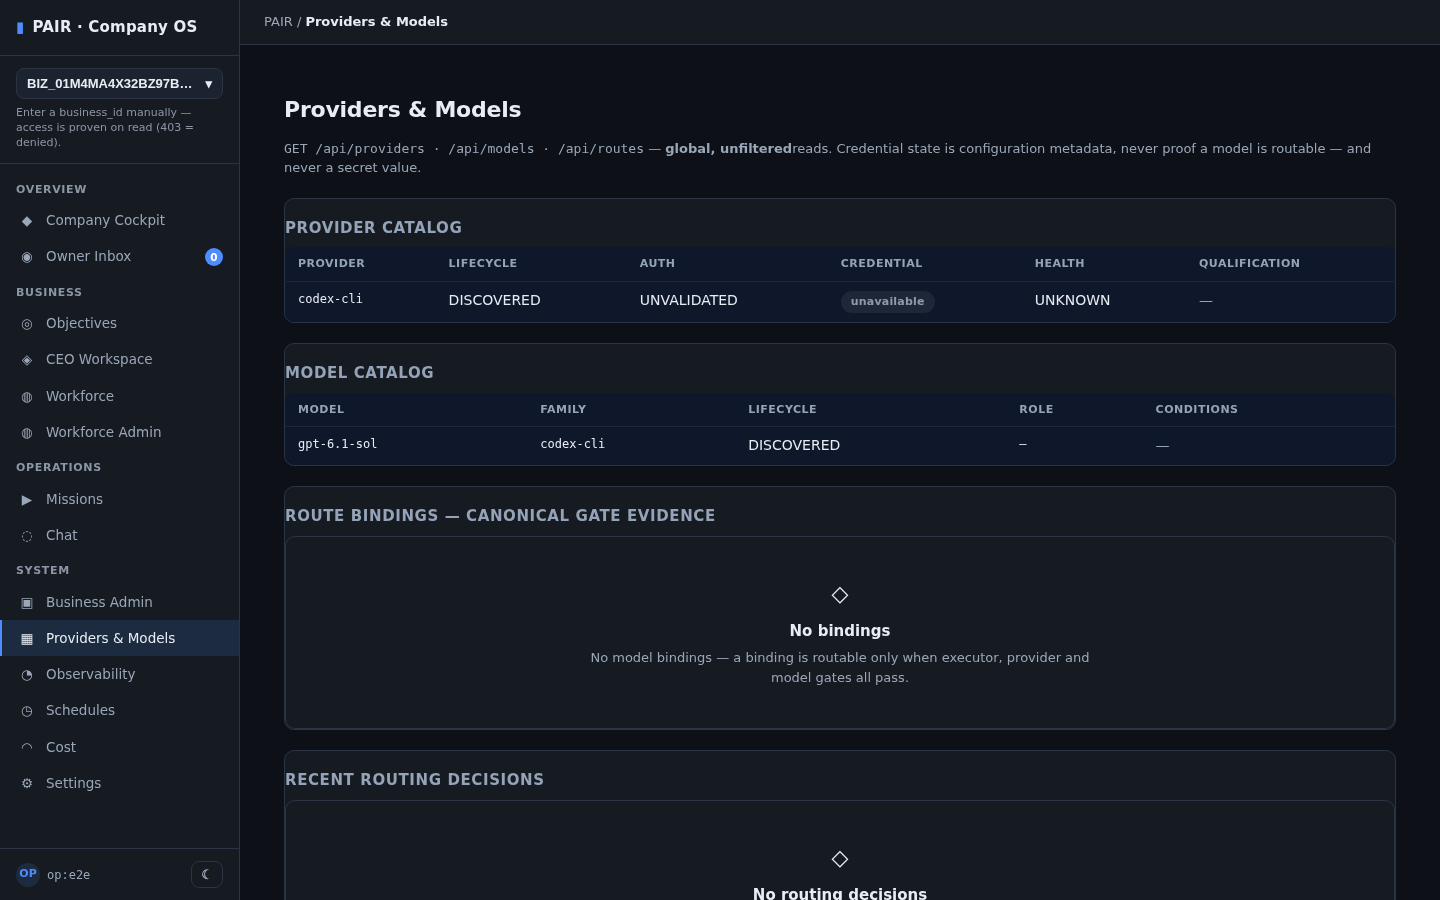 PAIR · Company OS
BIZ_01M4MA4X32BZ97B… ▾
Enter a business_id manually —
access is proven on read (403 =
denied).
OVERVIEW
Company Cockpit
Owner Inbox 0
BUSINESS
Objectives
CEO Workspace
Workforce
Workforce Admin
OPERATIONS
Missions
Chat
SYSTEM
Business Admin
Providers & Models
Observability
Schedules
Cost
Settings
OP op:e2e
PAIR / Providers & Models
Providers & Models
GET /api/providers · /api/models · /api/routes — global, unfilteredreads. Credential state is configuration metadata, never proof a model is routable — and
never a secret value.
PROVIDER CATALOG
PROVIDER LIFECYCLE AUTH CREDENTIAL HEALTH QUALIFICATION
codex-cli DISCOVERED UNVALIDATED unavailable UNKNOWN —
MODEL CATALOG
MODEL FAMILY LIFECYCLE ROLE CONDITIONS
gpt-6.1-sol codex-cli DISCOVERED — —
ROUTE BINDINGS — CANONICAL GATE EVIDENCE
No bindings
No model bindings — a binding is routable only when executor, provider and
model gates all pass.
RECENT ROUTING DECISIONS
No routing decisions